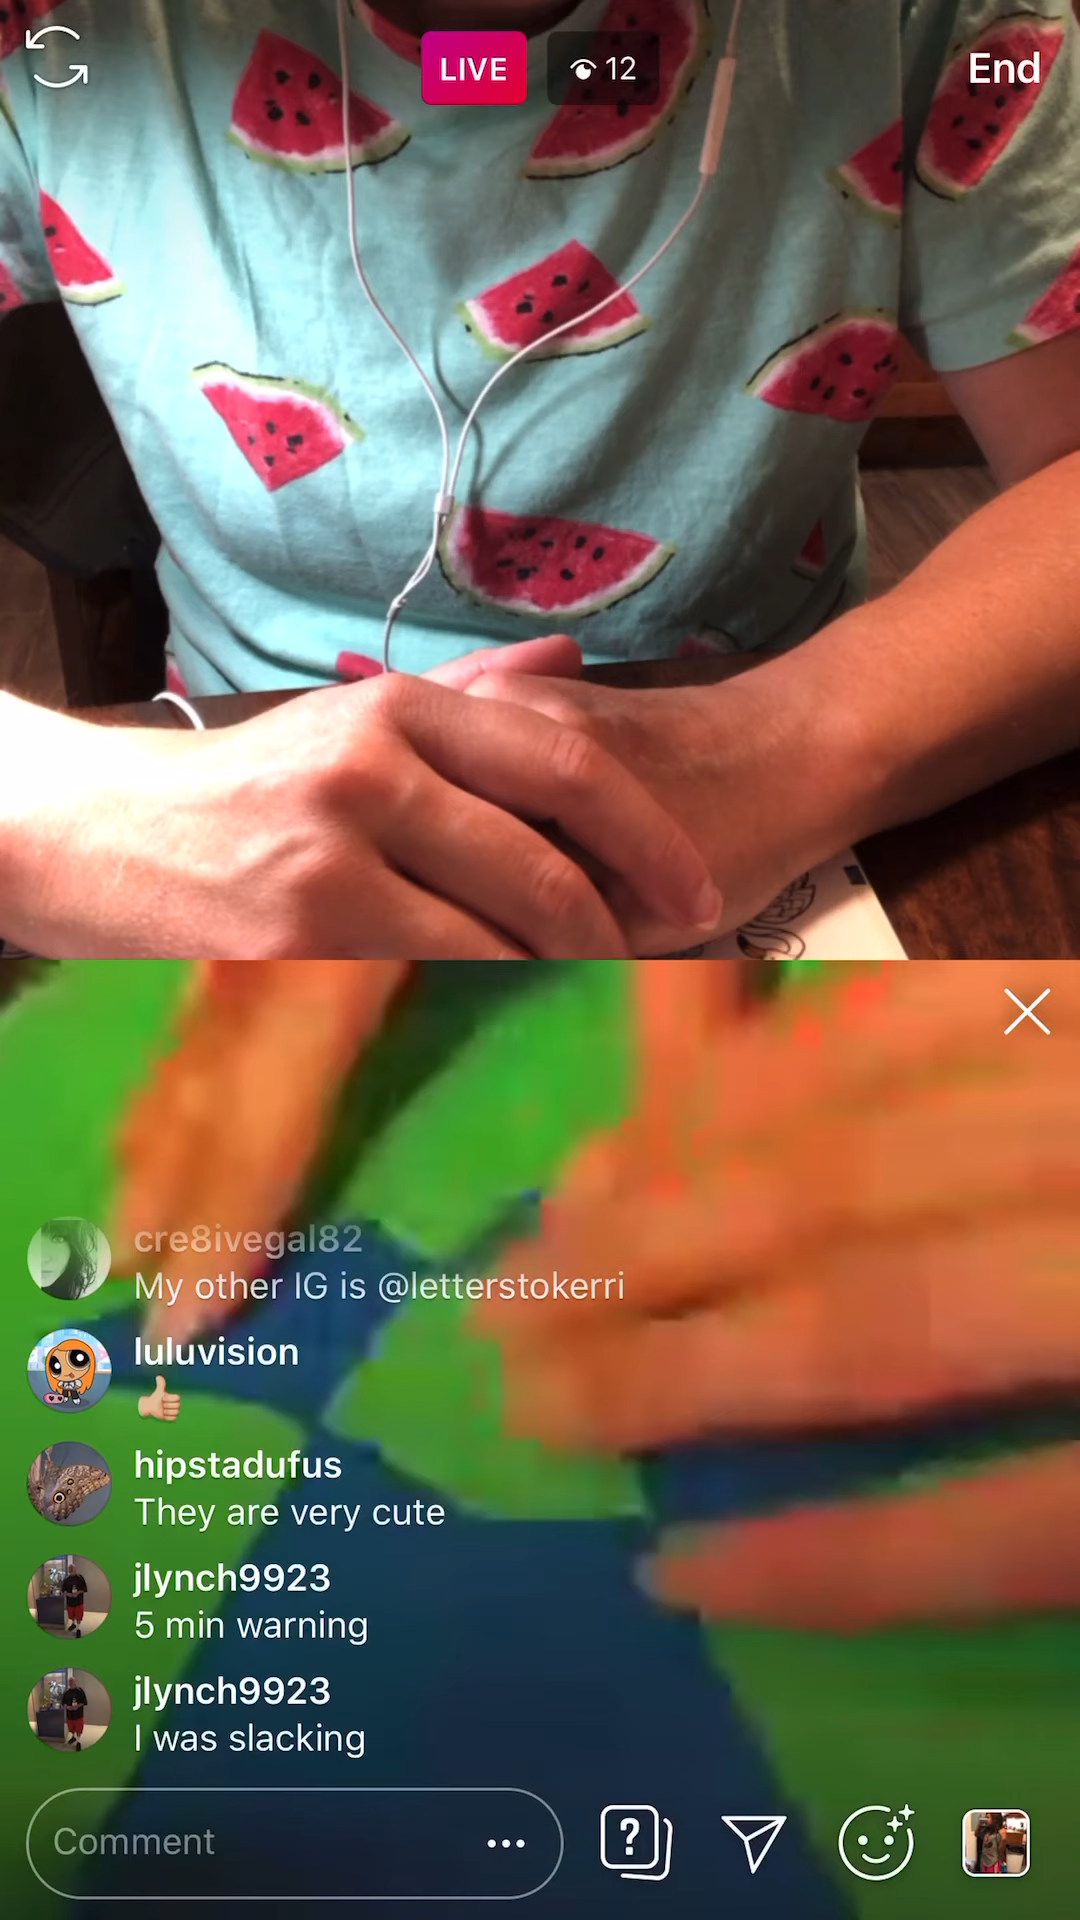 LIVE
12
End
cre8ivegal82
My other IG is @letterstokerri
luluvision
👍🏼
hipstadufus
They are very cute
jlynch9923
5 min warning
jlynch9923
I was slacking
Comment